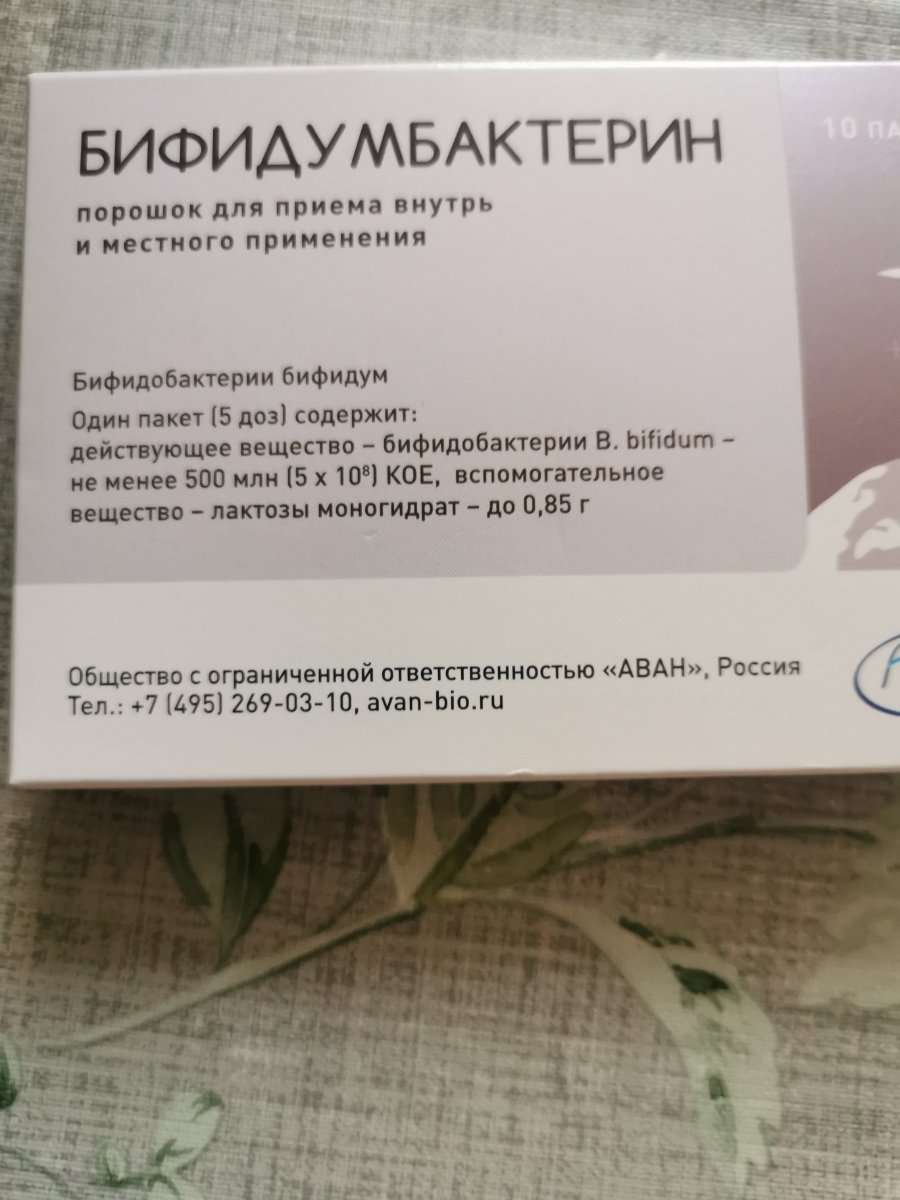 БИФИДУМБАКТЕРИН
10 ПА
порошок для приема внутрь
и местного применения
Бифидобактерии бифидум
Один пакет (5 доз) содержит:
действующее вещество – бифидобактерии B. bifidum –
не менее 500 млн (5 x 10⁸) КОЕ, вспомогательное
вещество – лактозы моногидрат – до 0,85 г
Общество с ограниченной ответственностью «АВАН», Россия
Тел.: +7 (495) 269-03-10, avan-bio.ru